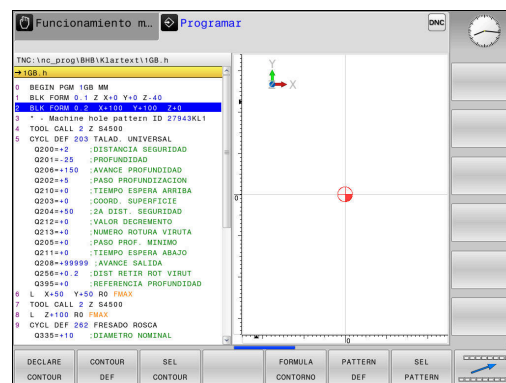 Funcionamiento m...
Programar
DNC
TNC:\nc_prog\BHB\Klartext\1GB.h
→1GB.h
0 BEGIN PGM 1GB MM
1 BLK FORM 0.1 Z X+0 Y+0 Z-40
2 BLK FORM 0.2 X+100 Y+100 Z+0
3 * - Machine hole pattern ID 27943KL1
4 TOOL CALL 2 Z S4500
5 CYCL DEF 203 TALAD. UNIVERSAL
Q200=+2 ;DISTANCIA SEGURIDAD
Q201=-25 ;PROFUNDIDAD
Q206=+150 ;AVANCE PROFUNDIDAD
Q202=+5 ;PASO PROFUNDIZACION
Q210=+0 ;TIEMPO ESPERA ARRIBA
Q203=+0 ;COORD. SUPERFICIE
Q204=+50 ;2A DIST. SEGURIDAD
Q212=+0 ;VALOR DECREMENTO
Q213=+0 ;NUMERO ROTURA VIRUTA
Q205=+0 ;PASO PROF. MINIMO
Q211=+0 ;TIEMPO ESPERA ABAJO
Q208=+99999 ;AVANCE SALIDA
Q256=+0.2 ;DIST RETIR ROT VIRUT
Q395=+0 ;REFERENCIA PROFUNDIDAD
6 L X+50 Y+50 R0 FMAX
7 TOOL CALL 2 Z S4500
8 L Z+100 R0 FMAX
9 CYCL DEF 262 FRESADO ROSCA
Q335=+10 ;DIAMETRO NOMINAL
Y
X
0
0
DECLARE CONTOUR
CONTOUR DEF
SEL CONTOUR
FORMULA CONTORNO
PATTERN DEF
SEL PATTERN